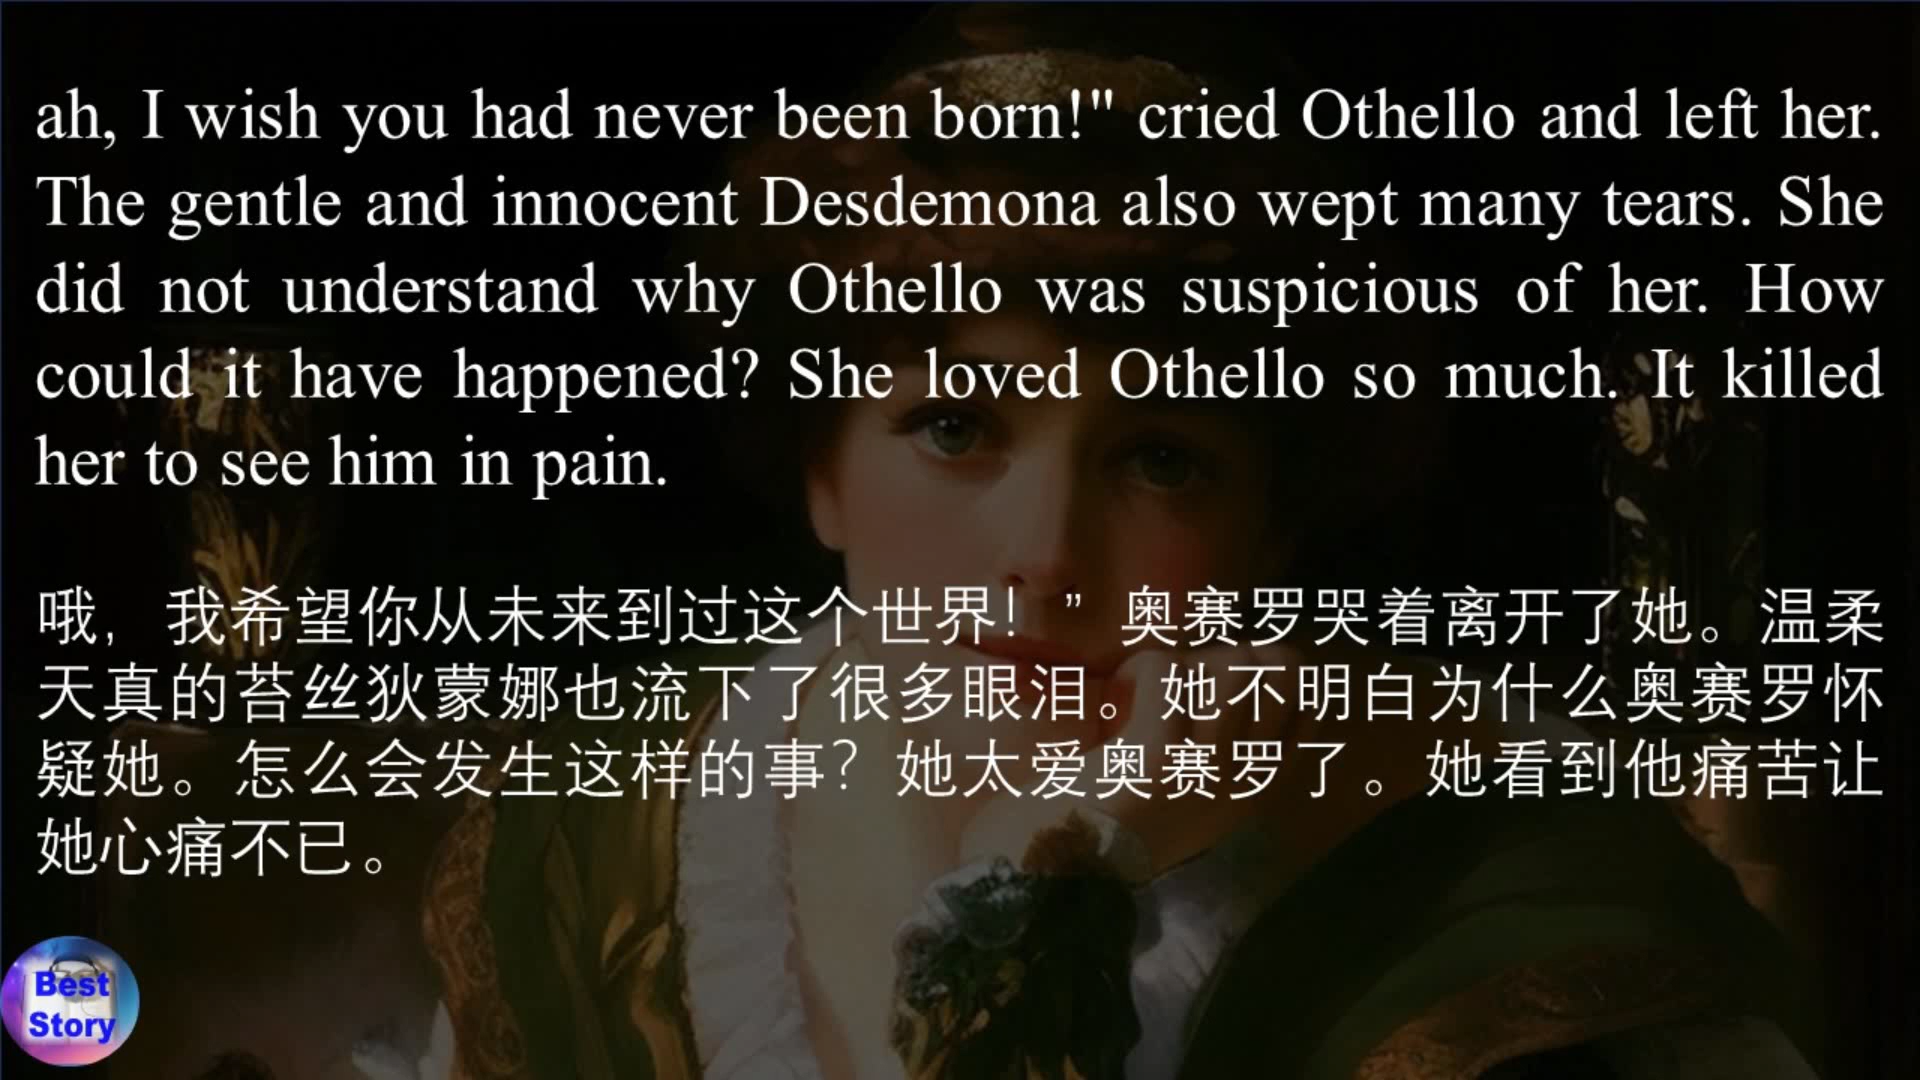 ah, I wish you had never been born!" cried Othello and left her.
The gentle and innocent Desdemona also wept many tears. She
did not understand why Othello was suspicious of her. How
could it have happened? She loved Othello so much. It killed
her to see him in pain.
哦，我希望你从未来到过这个世界！”奥赛罗哭着离开了她。温柔
天真的苔丝狄蒙娜也流下了很多眼泪。她不明白为什么奥赛罗怀
疑她。怎么会发生这样的事？她太爱奥赛罗了。她看到他痛苦让
她心痛不已。
Best
Story